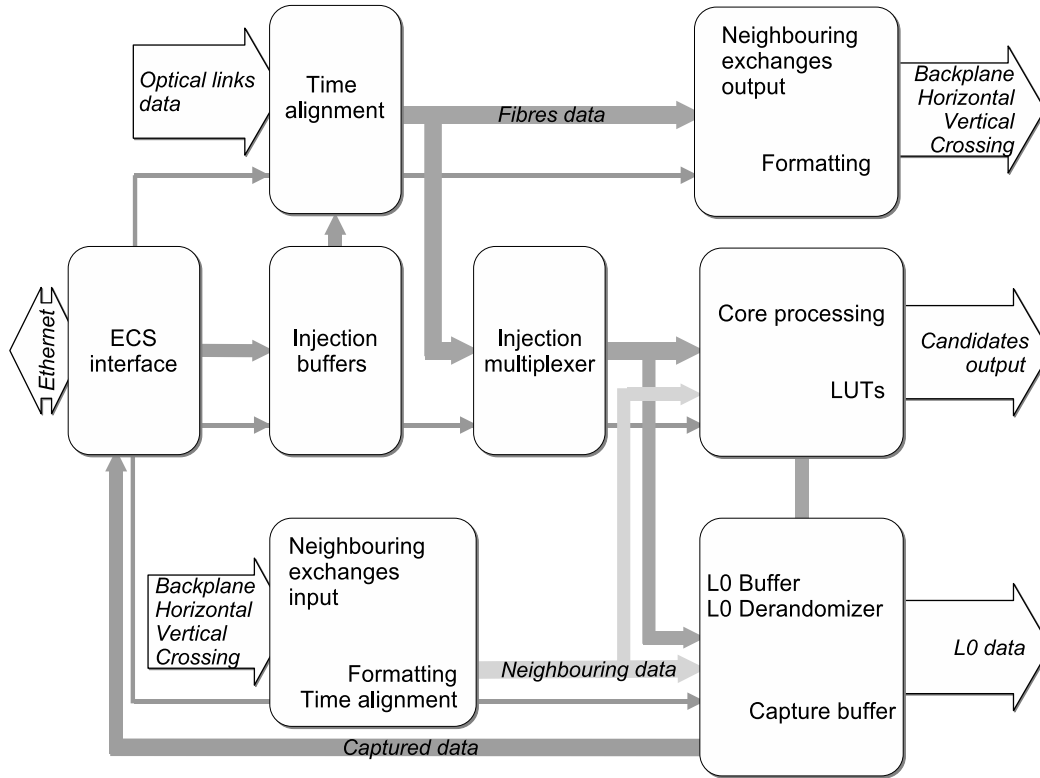 Optical links
data
Time
alignment
Fibres data
Neighbouring
exchanges
output
Formatting
Backplane
Horizontal
Vertical
Crossing
Ethernet
ECS
interface
Injection
buffers
Injection
multiplexer
Core processing
LUTs
Candidates
output
Backplane
Horizontal
Vertical
Crossing
Neighbouring
exchanges
input
Formatting
Time alignment
Neighbouring data
L0 Buffer
L0 Derandomizer
Capture buffer
L0 data
Captured data